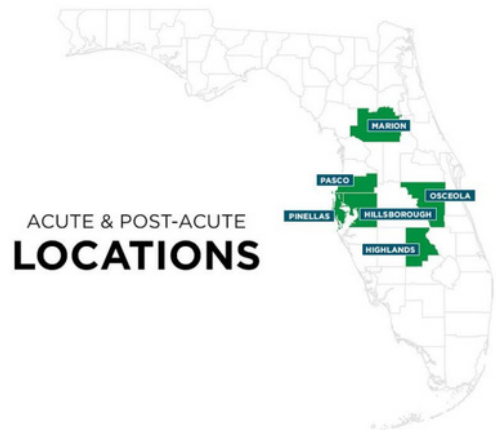 MARION
PASCO
OSCEOLA
PINELLAS
HILLSBOROUGH
ACUTE & POST-ACUTE
LOCATIONS
HIGHLANDS